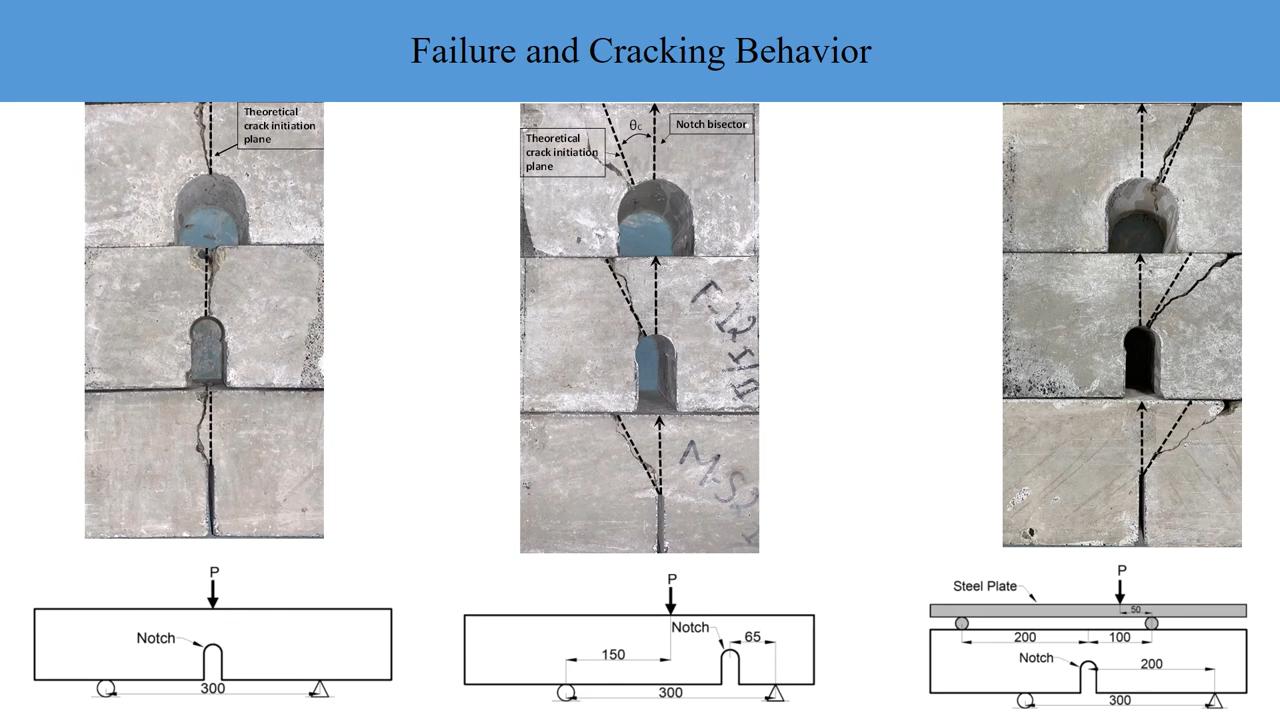 Failure and Cracking Behavior
Theoretical
crack initiation
plane
θc
Notch bisector
Theoretical
crack initiation
plane
P
Notch
300
P
Notch
65
150
300
P
Steel Plate
50
200
100
Notch
200
300